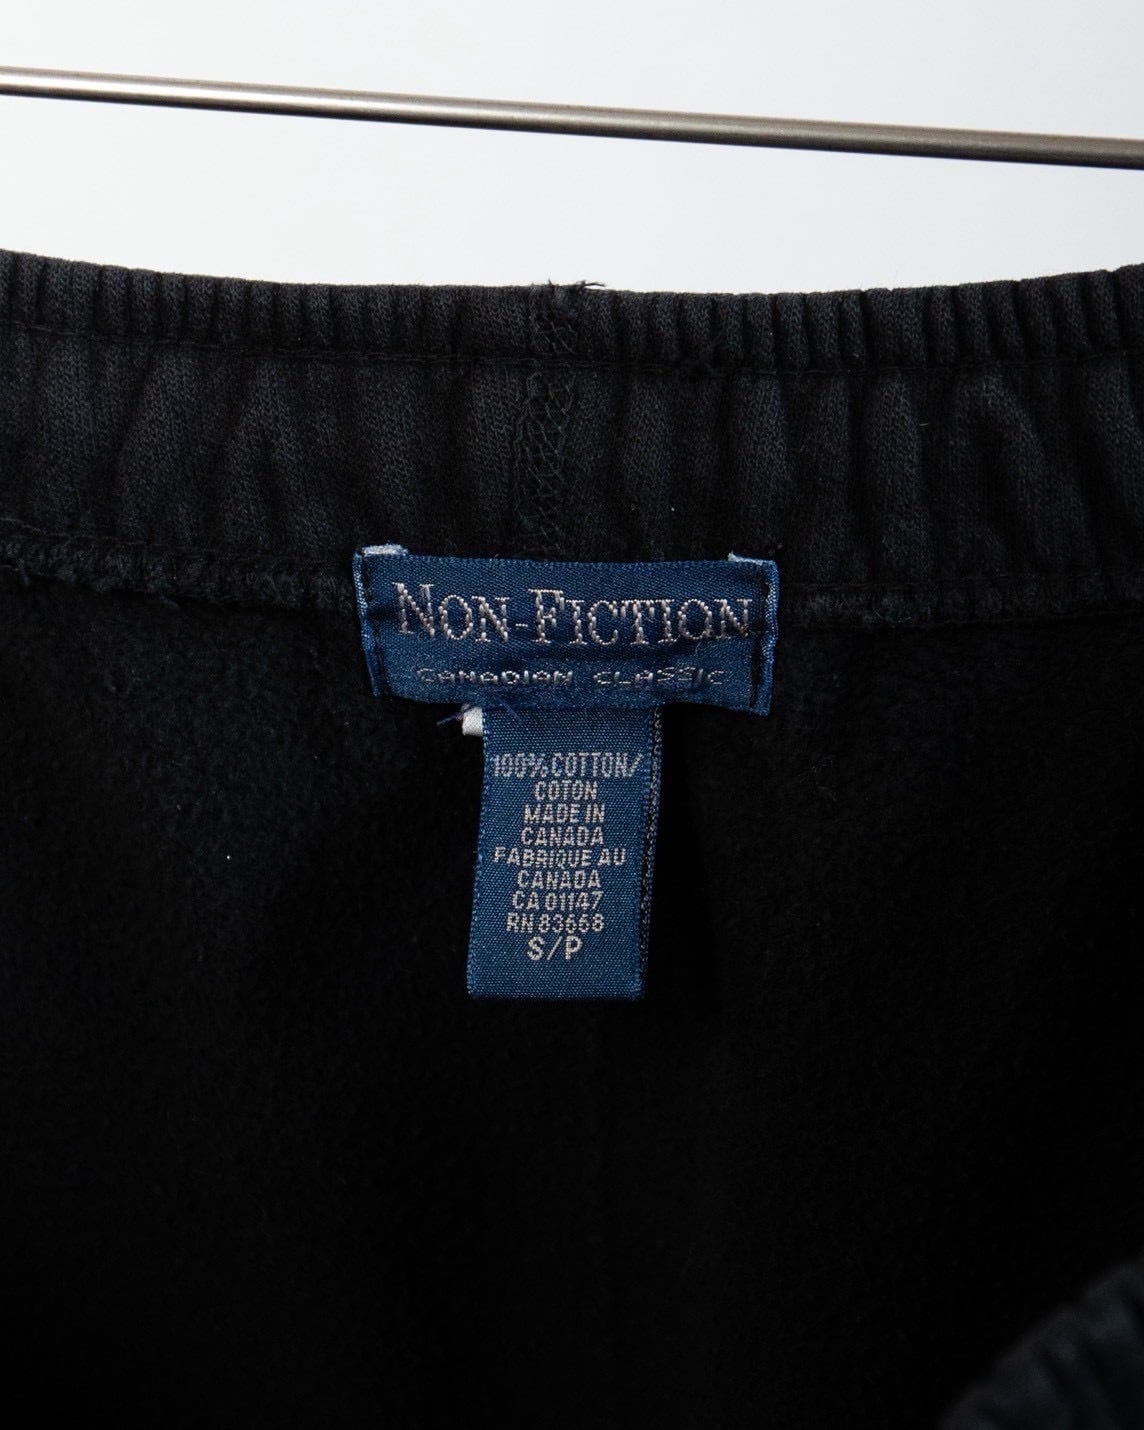 NON-FICTION
CANADIAN CLASSIC
100% COTTON/
COTON
MADE IN
CANADA
FABRIQUE AU
CANADA
CA 01147
RN 83668
S/P